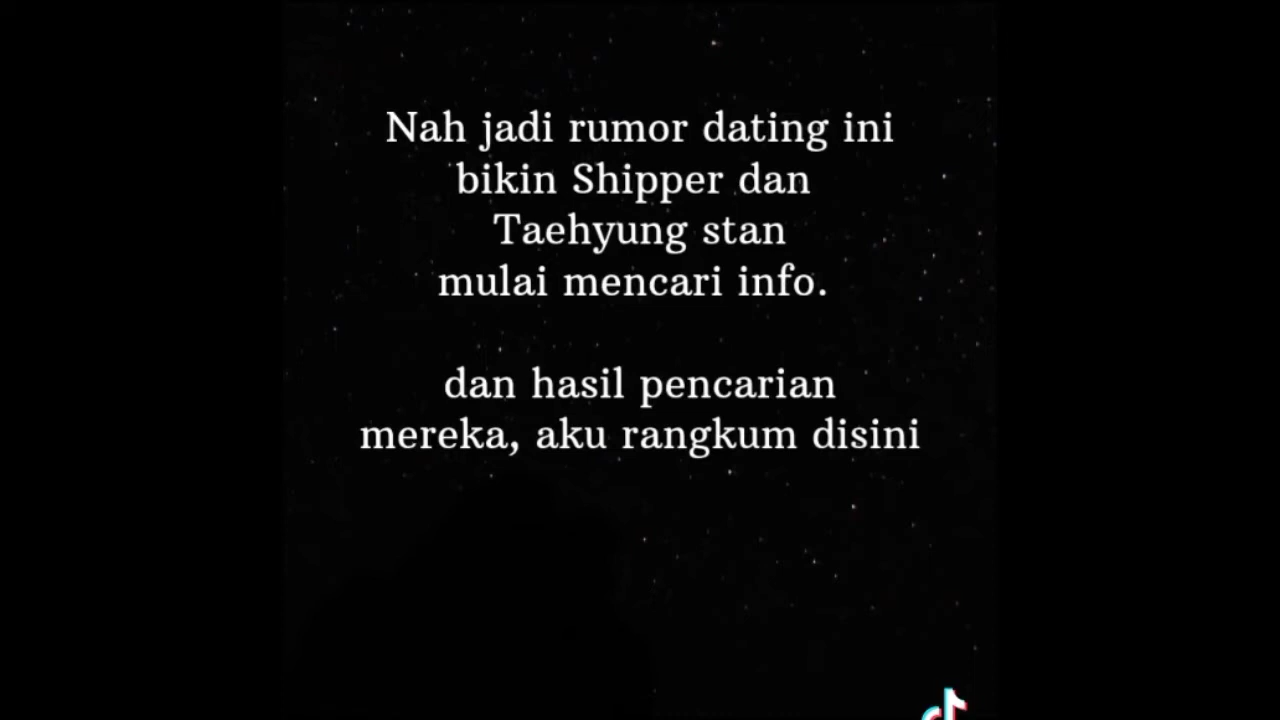 Nah jadi rumor dating ini
bikin Shipper dan
Taehyung stan
mulai mencari info.
dan hasil pencarian
mereka, aku rangkum disini